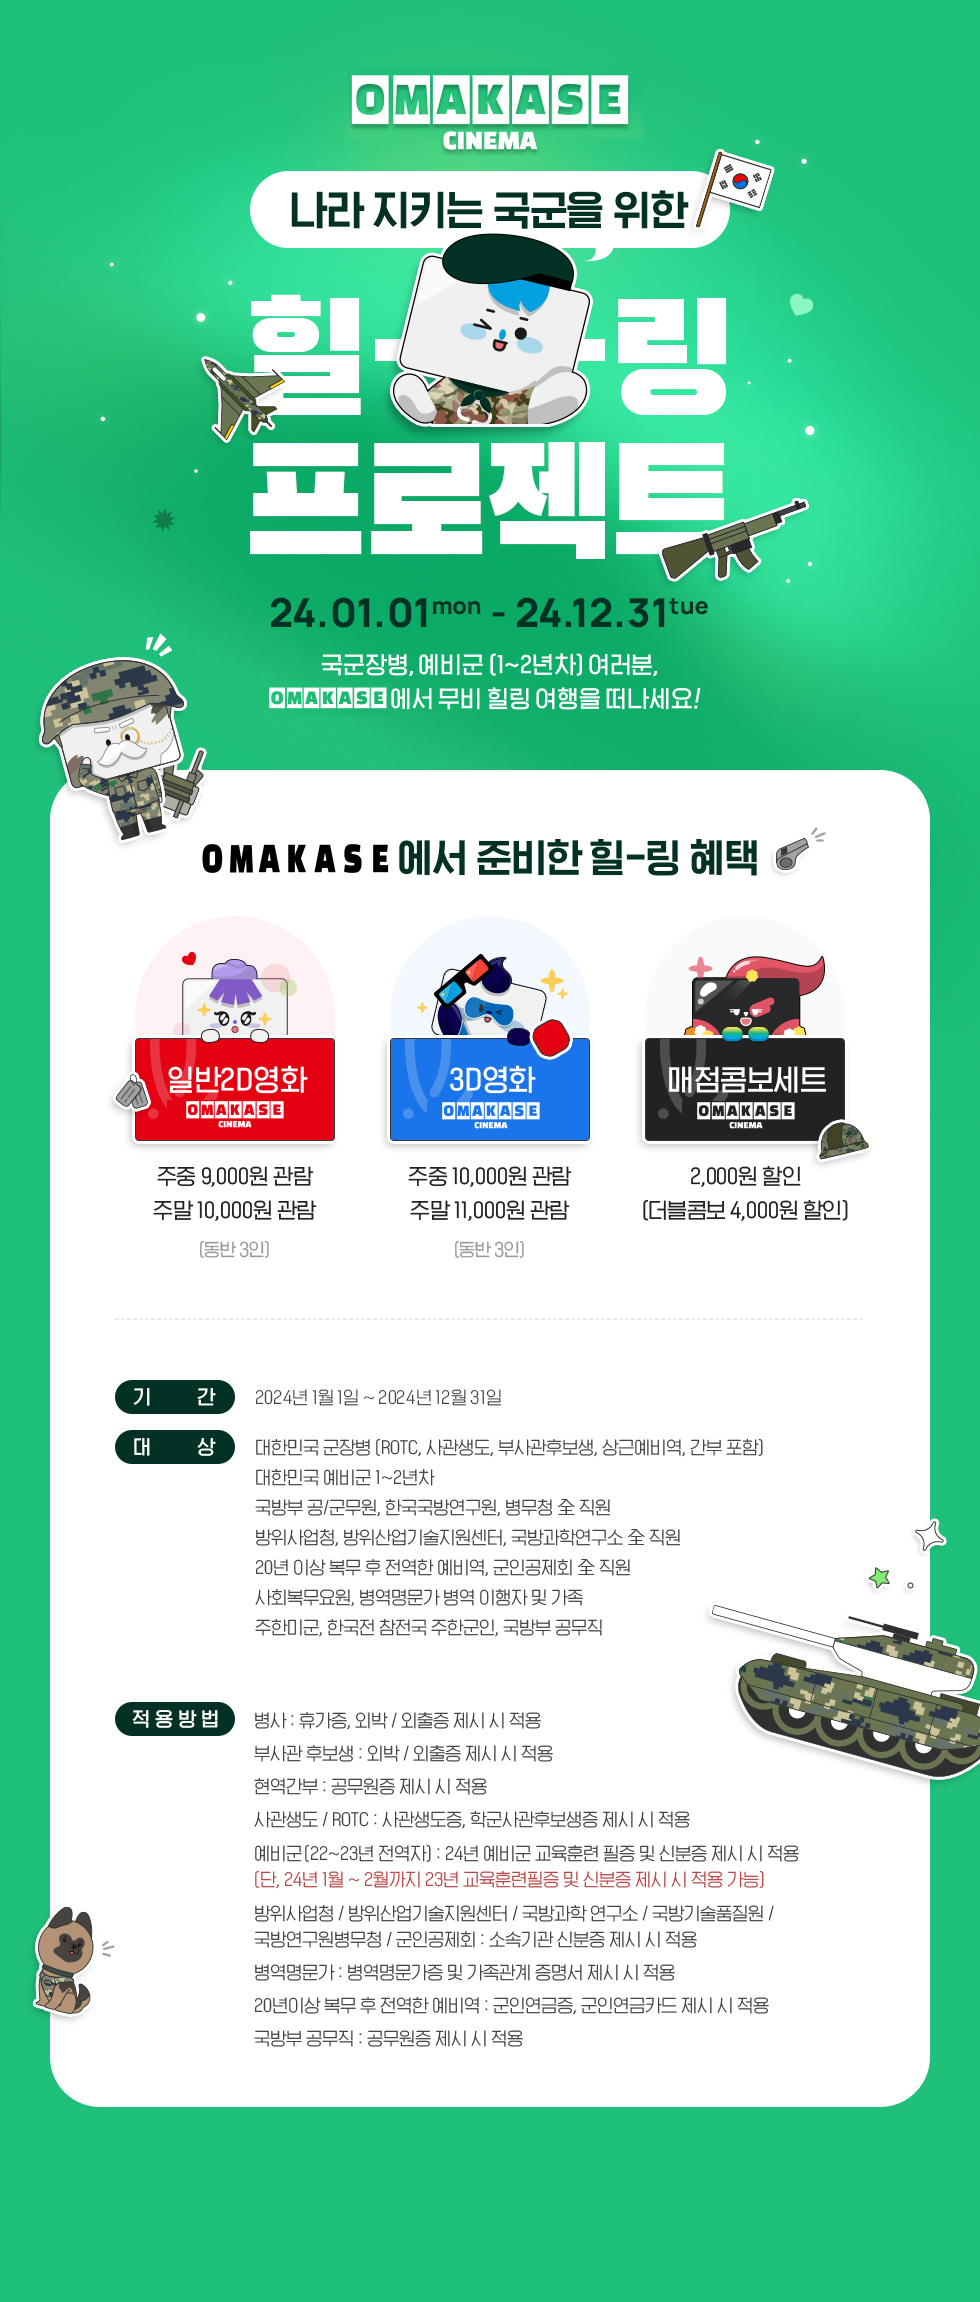 OMAKASE
CINEMA
나라 지키는 국군을 위한
힐--링
프로젝트
24.01.01mon - 24.12.31tue
국군장병, 예비군 (1~2년차) 여러분,
OMAKASE에서 무비 힐링 여행을 떠나세요!
OMAKASE에서 준비한 힐-링 혜택
일반2D영화
OMAKASE
CINEMA
주중 9,000원 관람
주말 10,000원 관람
(동반 3인)
3D영화
OMAKASE
CINEMA
주중 10,000원 관람
주말 11,000원 관람
(동반 3인)
매점콤보세트
OMAKASE
CINEMA
2,000원 할인
(더블콤보 4,000원 할인)
기 간
2024년 1월 1일 ~ 2024년 12월 31일
대 상
대한민국 군장병 (ROTC, 사관생도, 부사관후보생, 상근예비역, 간부 포함)
대한민국 예비군 1~2년차
국방부 공/군무원, 한국국방연구원, 병무청 全 직원
방위사업청, 방위산업기술지원센터, 국방과학연구소 全 직원
20년 이상 복무 후 전역한 예비역, 군인공제회 全 직원
사회복무요원, 병역명문가 병역 이행자 및 가족
주한미군, 한국전 참전국 주한군인, 국방부 공무직
적용방법
병사 : 휴가증, 외박 / 외출증 제시 시 적용
부사관 후보생 : 외박 / 외출증 제시 시 적용
현역간부 : 공무원증 제시 시 적용
사관생도 / ROTC : 사관생도증, 학군사관후보생증 제시 시 적용
예비군(22~23년 전역자) : 24년 예비군 교육훈련 필증 및 신분증 제시 시 적용
(단, 24년 1월 ~ 2월까지 23년 교육훈련필증 및 신분증 제시 시 적용 가능)
방위사업청 / 방위산업기술지원센터 / 국방과학 연구소 / 국방기술품질원 /
국방연구원병무청 / 군인공제회 : 소속기관 신분증 제시 시 적용
병역명문가 : 병역명문가증 및 가족관계 증명서 제시 시 적용
20년이상 복무 후 전역한 예비역 : 군인연금증, 군인연금카드 제시 시 적용
국방부 공무직 : 공무원증 제시 시 적용